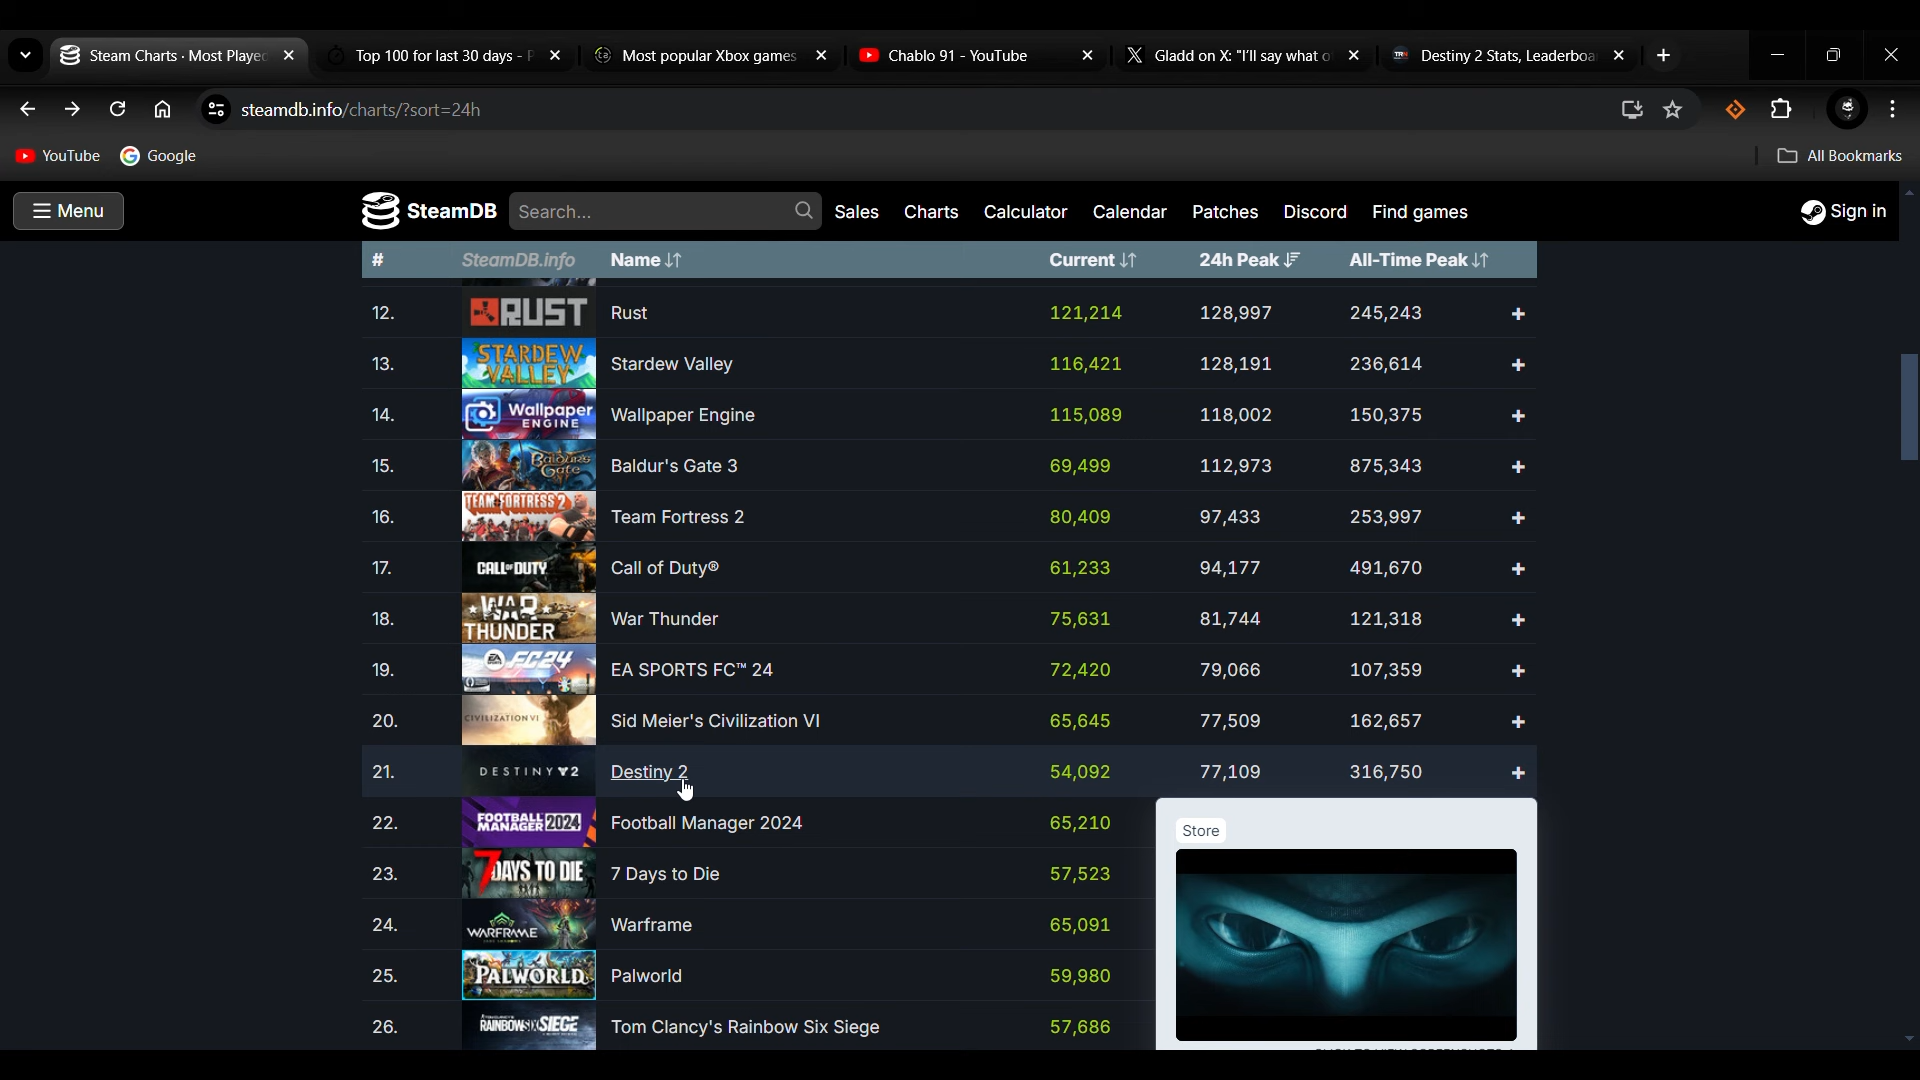 Steam Charts · Most Played
Top 100 for last 30 days - P
Most popular Xbox games
Chablo 91 - YouTube
Gladd on X: "I'll say what o
TRN Destiny 2 Stats, Leaderboa
steamdb.info/charts/?sort=24h
YouTube Google All Bookmarks
Menu SteamDB Search... Sales Charts Calculator Calendar Patches Discord Find games Sign in
# SteamDB.info Name Current 24h Peak All-Time Peak
12. RUST Rust 121,214 128,997 245,243 +
13. STARDEW VALLEY Stardew Valley 116,421 128,191 236,614 +
14. Wallpaper ENGINE Wallpaper Engine 115,089 118,002 150,375 +
15. Baldur's Gate Baldur's Gate 3 69,499 112,973 875,343 +
16. TEAM FORTRESS 2 Team Fortress 2 80,409 97,433 253,997 +
17. CALL OF DUTY Call of Duty® 61,233 94,177 491,670 +
18. WAR THUNDER War Thunder 75,631 81,744 121,318 +
19. EA SPORTS FC24 EA SPORTS FC™ 24 72,420 79,066 107,359 +
20. CIVILIZATION VI Sid Meier's Civilization VI 65,645 77,509 162,657 +
21. DESTINY 2 Destiny 2 54,092 77,109 316,750 +
22. FOOTBALL MANAGER 2024 Football Manager 2024 65,210
Store
23. 7 DAYS TO DIE 7 Days to Die 57,523
24. WARFRAME Warframe 65,091
25. PALWORLD Palworld 59,980
26. RAINBOW SIX SIEGE Tom Clancy's Rainbow Six Siege 57,686